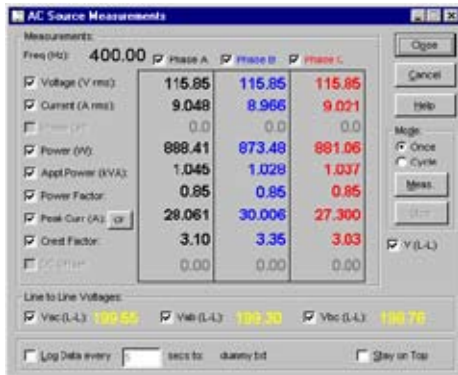 AC Source Measurements
Measurements:
Freq (Hz): 400.00 Phase A Phase B Phase C
Voltage (V rms): 115.85 115.85 115.85
Current (A rms): 9.048 8.966 9.021
0.0 0.0 0.0
Power (W): 888.41 873.48 881.06
Appt.Power (kVA): 1.045 1.028 1.037
Power Factor: 0.85 0.85 0.85
Peak Curr (A): clr 28.061 30.006 27.300
Crest Factor: 3.10 3.35 3.03
DC Offset: 0.00 0.00 0.00
Close
Cancel
Help
Mode:
Once
Cycle
Meas.
V (L-L)
Line to Line Voltages:
Vac (L-L): 199.55 Vab (L-L): 199.30 Vbc (L-L): 198.76
Log Data every 5 secs to: dummy.txt Stay on Top